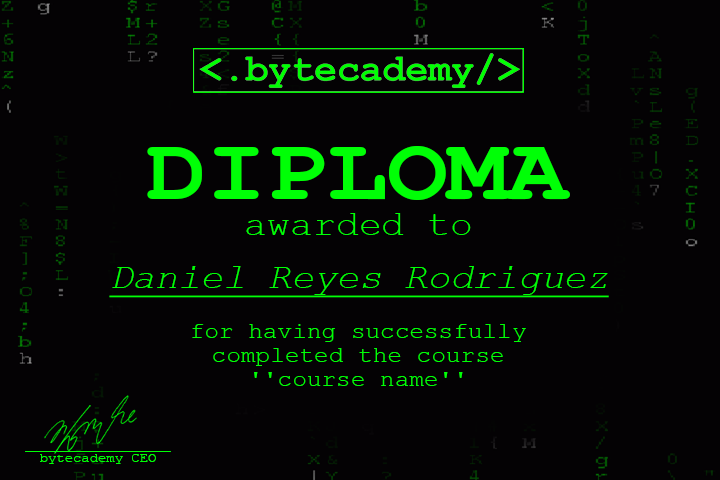 <.bytecademy/>
DIPLOMA
awarded to
Daniel Reyes Rodriguez
for having successfully
completed the course
''course name''
bytecademy CEO